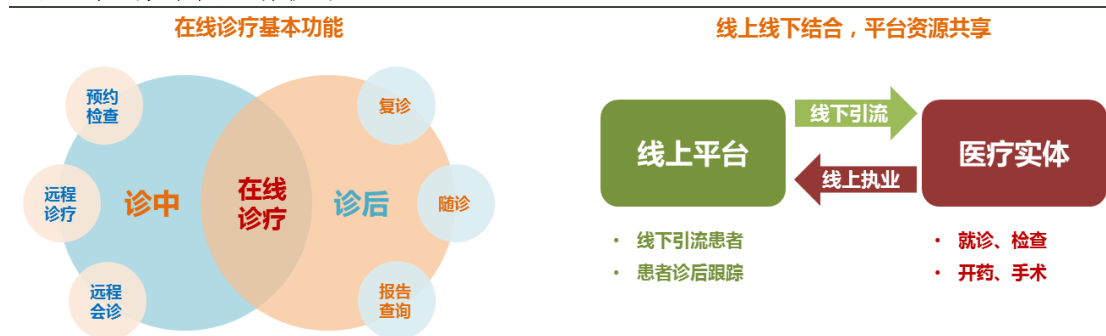 在线诊疗基本功能
预约
检查
远程
诊疗
远程
会诊
诊中
在线
诊疗
诊后
复诊
随诊
报告
查询
线上线下结合，平台资源共享
线上平台
线下引流
线上执业
医疗实体
• 线下引流患者
• 患者诊后跟踪
• 就诊、检查
• 开药、手术